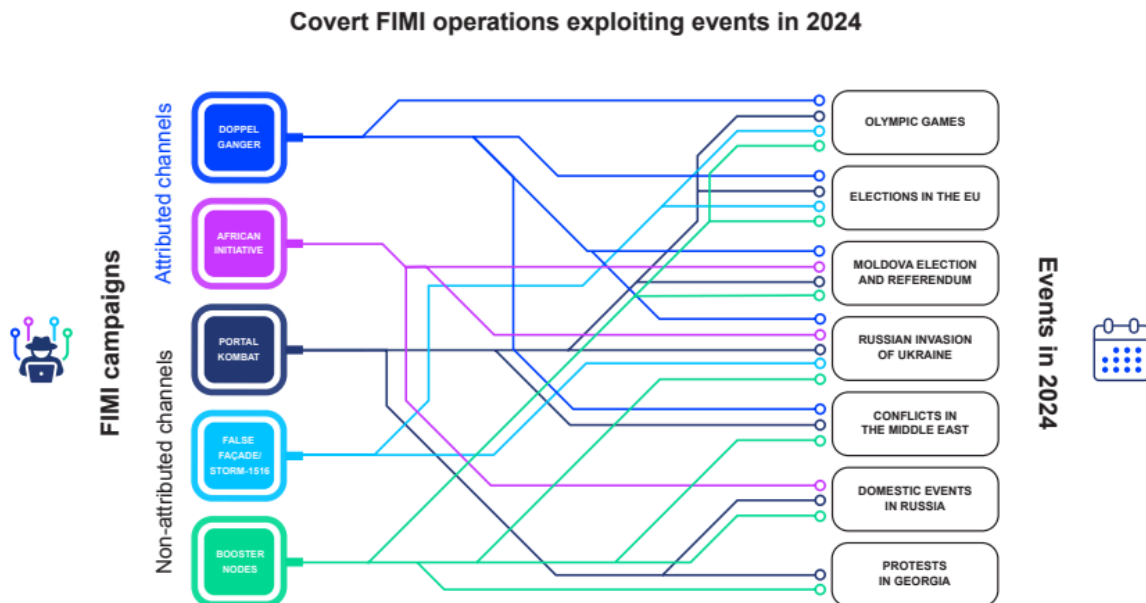 Covert FIMI operations exploiting events in 2024
FIMI campaigns
Attributed channels
Non-attributed channels
DOPPEL
GANGER
AFRICAN
INITIATIVE
PORTAL
KOMBAT
FALSE
FAÇADE/
STORM-1516
BOOSTER
NODES
OLYMPIC GAMES
ELECTIONS IN THE EU
MOLDOVA ELECTION
AND REFERENDUM
RUSSIAN INVASION
OF UKRAINE
CONFLICTS IN
THE MIDDLE EAST
DOMESTIC EVENTS
IN RUSSIA
PROTESTS
IN GEORGIA
Events in 2024